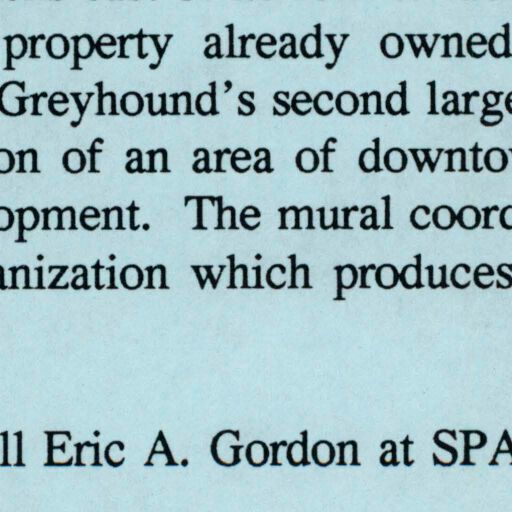 property already owned
Greyhound's second large
on of an area of downto
opment. The mural coord
anization which produces
ll Eric A. Gordon at SPA